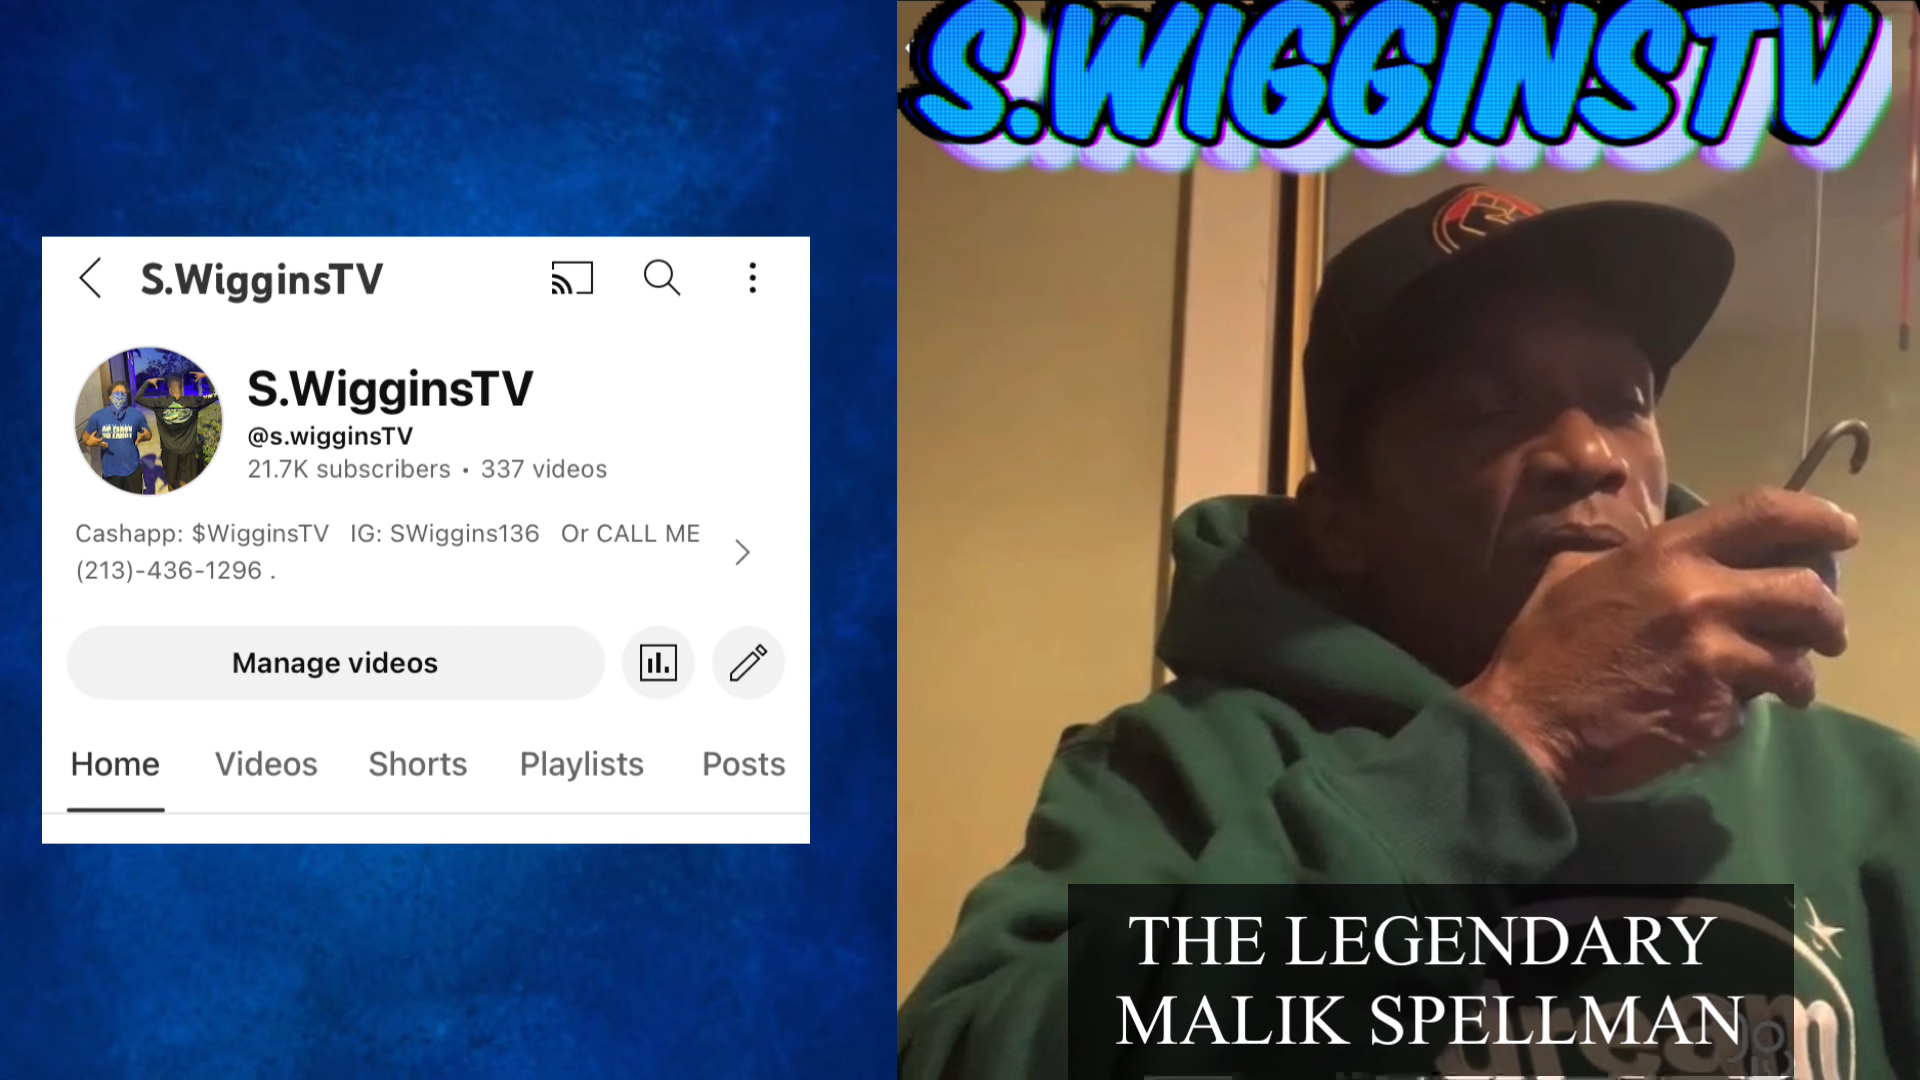 S.WigginsTV
S.WigginsTV
@s.wigginsTV
21.7K subscribers • 337 videos
Cashapp: $WigginsTV IG: SWiggins136 Or CALL ME
(213)-436-1296 .
Manage videos
Home Videos Shorts Playlists Posts
S.WIGGINSTV
THE LEGENDARY
MALIK SPELLMAN
dream